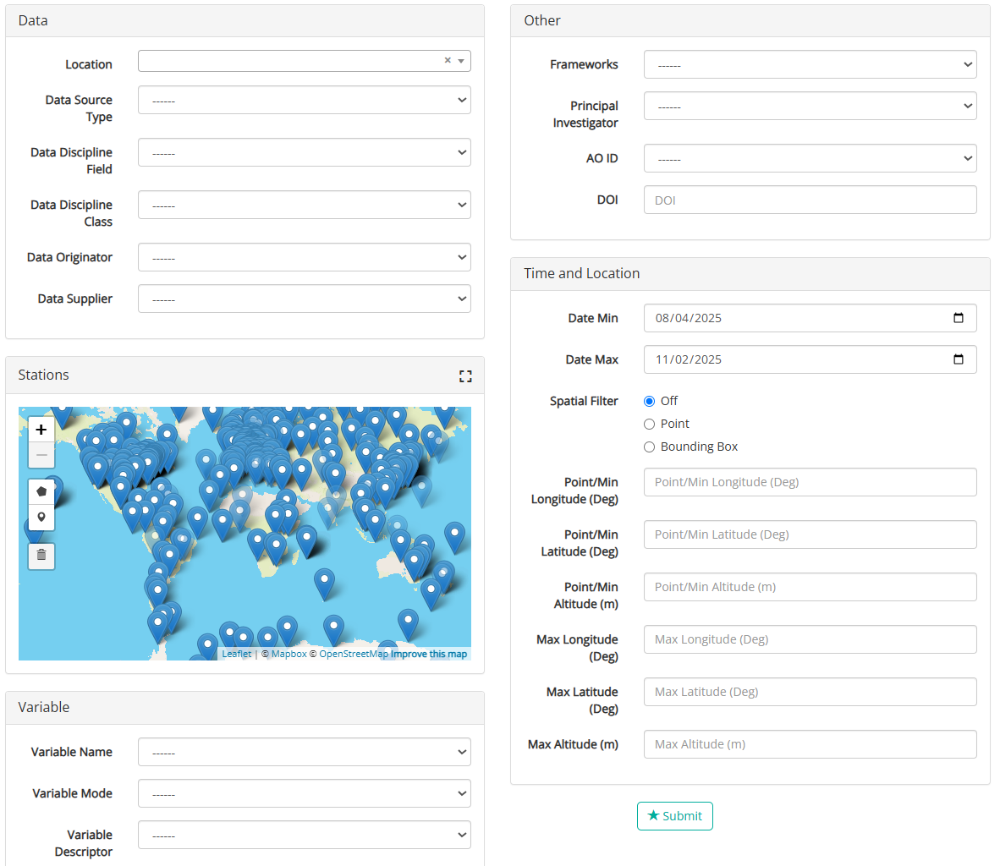 Data
Location
×
Data Source
Type
------
Data Discipline
Field
------
Data Discipline
Class
------
Data Originator
------
Data Supplier
------
Stations
+
−
Leaflet | © Mapbox © OpenStreetMap Improve this map
Variable
Variable Name
------
Variable Mode
------
Variable
Descriptor
------
Other
Frameworks
------
Principal
Investigator
------
AO ID
------
DOI
DOI
Time and Location
Date Min
08/04/2025
Date Max
11/02/2025
Spatial Filter
Off
Point
Bounding Box
Point/Min
Longitude (Deg)
Point/Min Longitude (Deg)
Point/Min
Latitude (Deg)
Point/Min Latitude (Deg)
Point/Min
Altitude (m)
Point/Min Altitude (m)
Max Longitude
(Deg)
Max Longitude (Deg)
Max Latitude
(Deg)
Max Latitude (Deg)
Max Altitude (m)
Max Altitude (m)
★ Submit